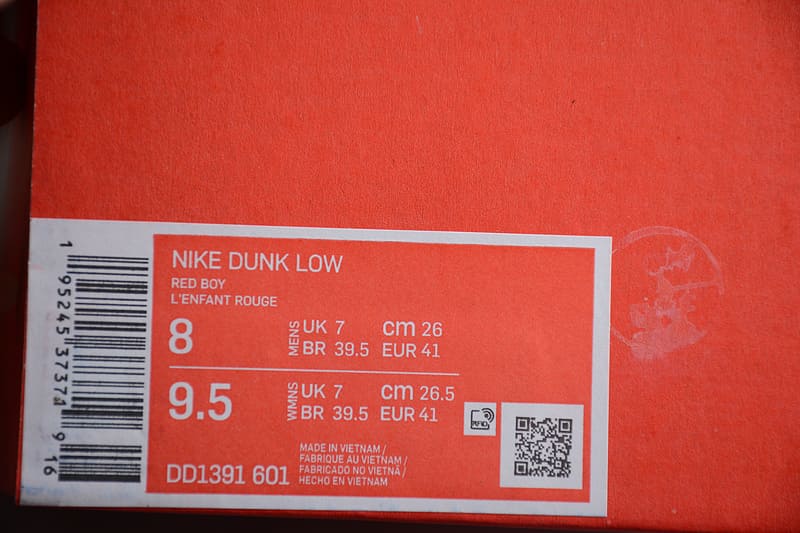 NIKE DUNK LOW
RED BOY
L'ENFANT ROUGE
8 MENS UK 7 cm 26
BR 39.5 EUR 41
9.5 WMNS UK 7 cm 26.5
BR 39.5 EUR 41
RFID
MADE IN VIETNAM /
FABRIQUE AU VIETNAM /
FABRICADO NO VIETNÃ /
HECHO EN VIETNAM
DD1391 601
1 95245 73737 9 16